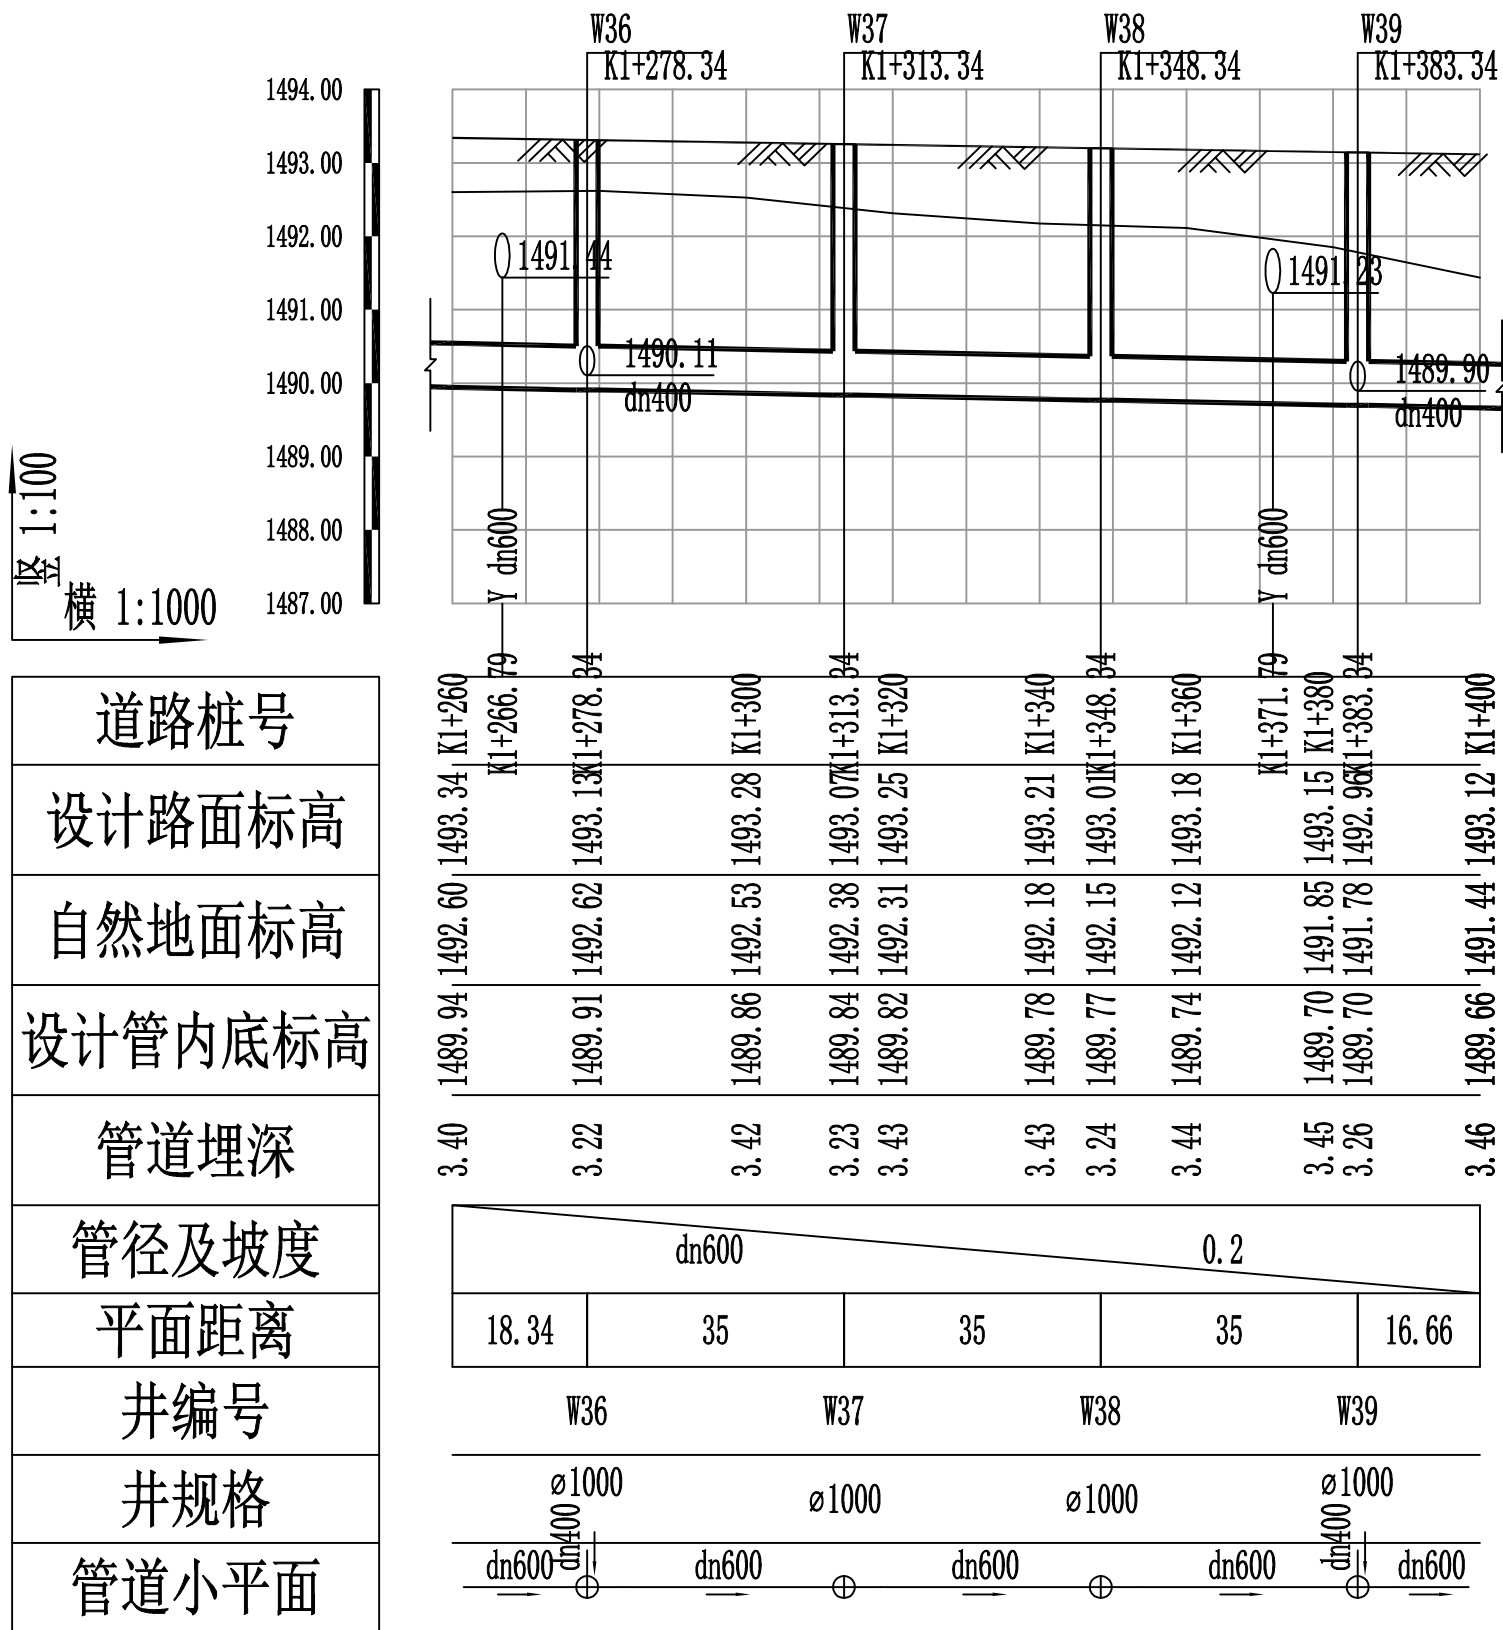 W36
K1+278.34
W37
K1+313.34
W38
K1+348.34
W39
K1+383.34
1494.00
1493.00
1492.00
1491.00
1490.00
1489.00
1488.00
1487.00
竖 1:100
横 1:1000
1491.44
1491.23
1490.11
dn400
1489.90
dn400
Y dn600
Y dn600
道路桩号
K1+260
K1+266.79
K1+278.34
K1+300
K1+313.34
K1+320
K1+340
K1+348.34
K1+360
K1+371.79
K1+380
K1+383.34
K1+400
设计路面标高
1493.34
1493.13
1493.28
1493.07
1493.25
1493.21
1493.01
1493.18
1493.15
1492.96
1493.12
自然地面标高
1492.60
1492.62
1492.53
1492.38
1492.31
1492.18
1492.15
1492.12
1491.85
1491.78
1491.44
设计管内底标高
1489.94
1489.91
1489.86
1489.84
1489.82
1489.78
1489.77
1489.74
1489.70
1489.70
1489.66
管道埋深
3.40
3.22
3.42
3.23
3.43
3.43
3.24
3.44
3.45
3.26
3.46
管径及坡度
dn600
0.2
平面距离
18.34
35
35
35
16.66
井编号
W36
W37
W38
W39
井规格
⌀1000
⌀1000
⌀1000
⌀1000
管道小平面
dn600
dn400
dn600
dn600
dn600
dn400
dn600